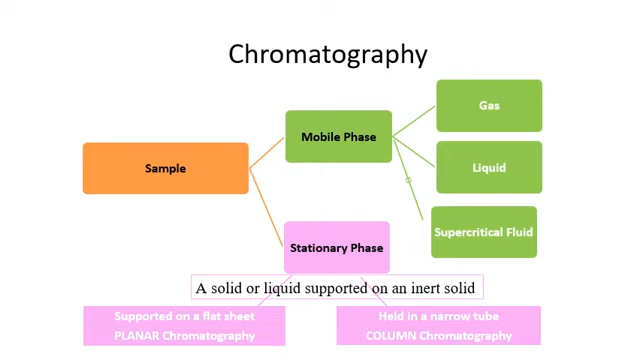 Chromatography
Gas
Mobile Phase
Sample
Liquid
Supercritical Fluid
Stationary Phase
A solid or liquid supported on an inert solid
Supported on a flat sheet
PLANAR Chromatography
Held in a narrow tube
COLUMN Chromatography